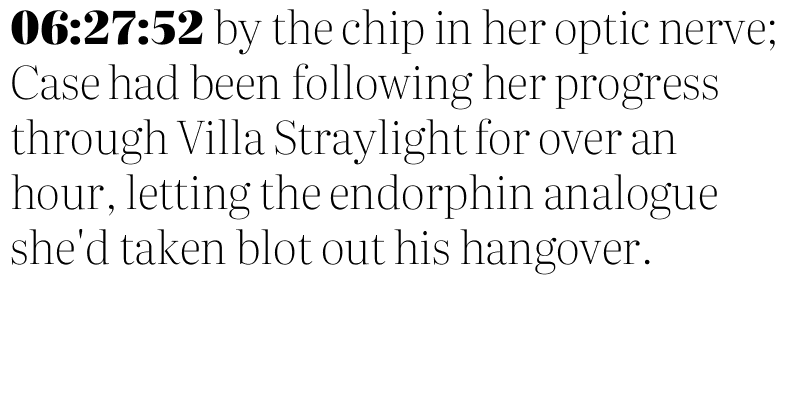 06:27:52 by the chip in her optic nerve;
Case had been following her progress
through Villa Straylight for over an
hour, letting the endorphin analogue
she'd taken blot out his hangover.